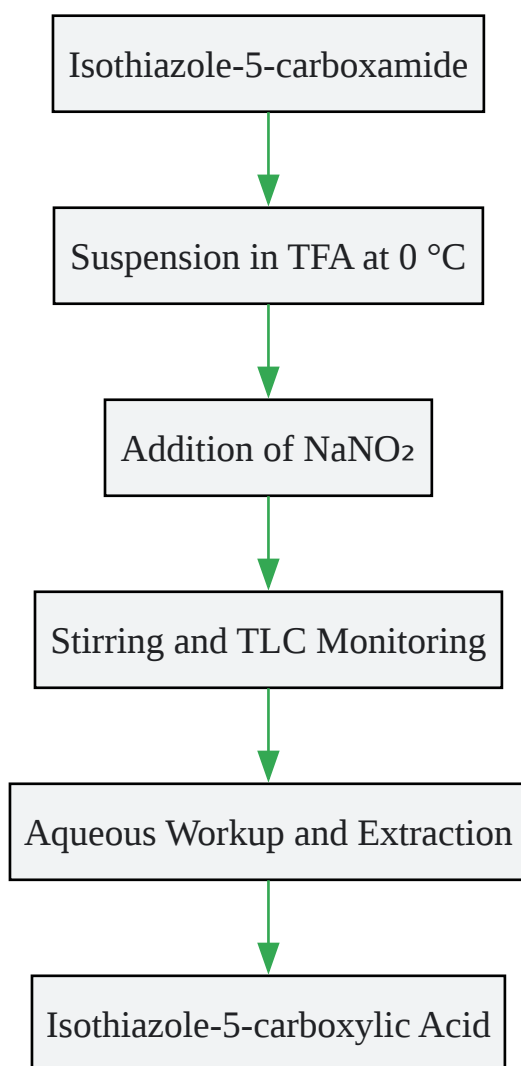 Isothiazole-5-carboxamide
Suspension in TFA at 0 °C
Addition of NaNO₂
Stirring and TLC Monitoring
Aqueous Workup and Extraction
Isothiazole-5-carboxylic Acid